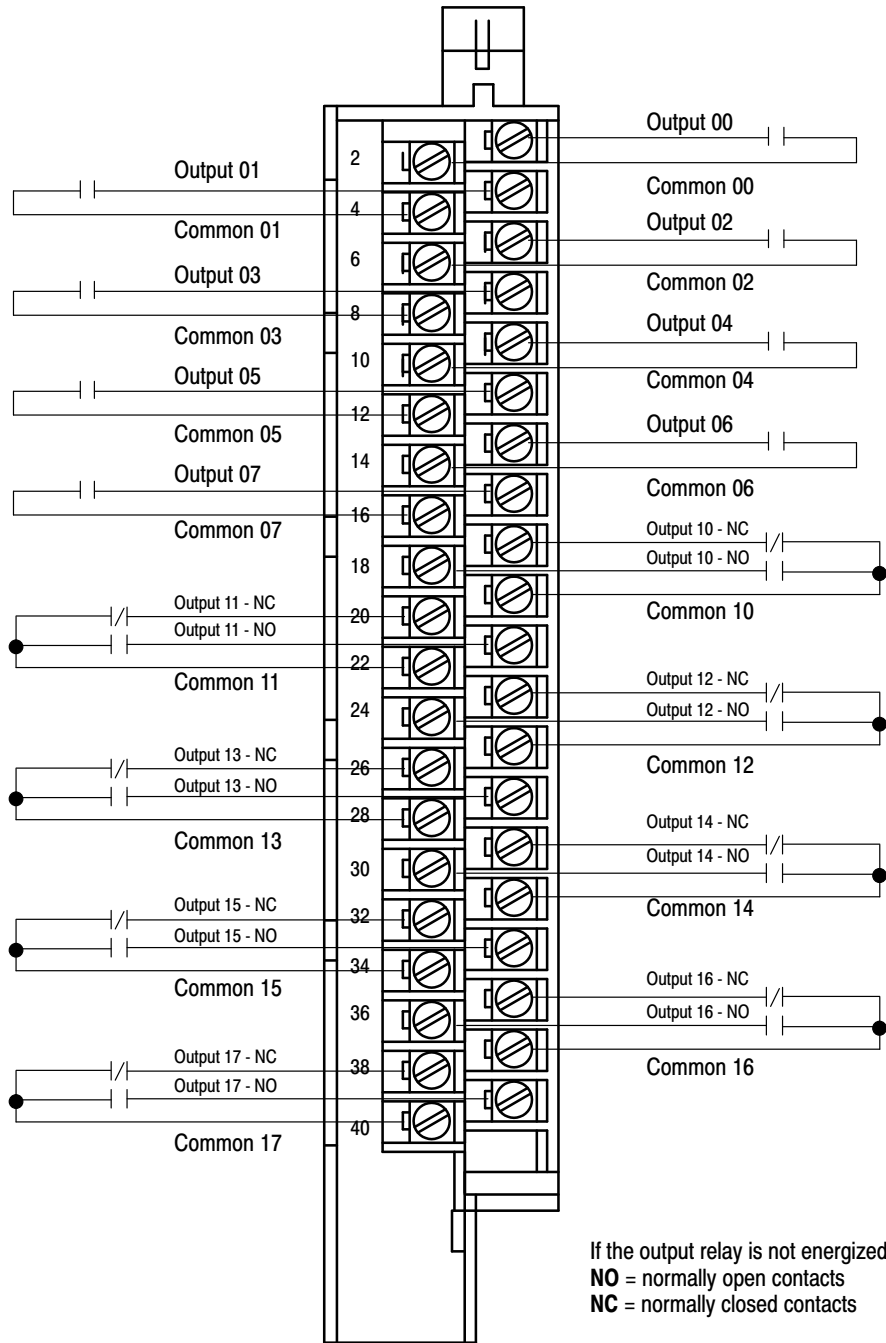 Output 00
2
Output 01
Common 00
4
Common 01
Output 02
6
Output 03
Common 02
8
Common 03
Output 04
10
Output 05
Common 04
12
Common 05
Output 06
14
Output 07
Common 06
16
Common 07
Output 10 - NC
18
Output 10 - NO
Output 11 - NC
20
Common 10
Output 11 - NO
22
Common 11
Output 12 - NC
24
Output 12 - NO
Output 13 - NC
26
Common 12
Output 13 - NO
28
Common 13
Output 14 - NC
30
Output 14 - NO
Output 15 - NC
32
Common 14
Output 15 - NO
34
Common 15
Output 16 - NC
36
Output 16 - NO
Output 17 - NC
38
Common 16
Output 17 - NO
40
Common 17
If the output relay is not energized
NO = normally open contacts
NC = normally closed contacts